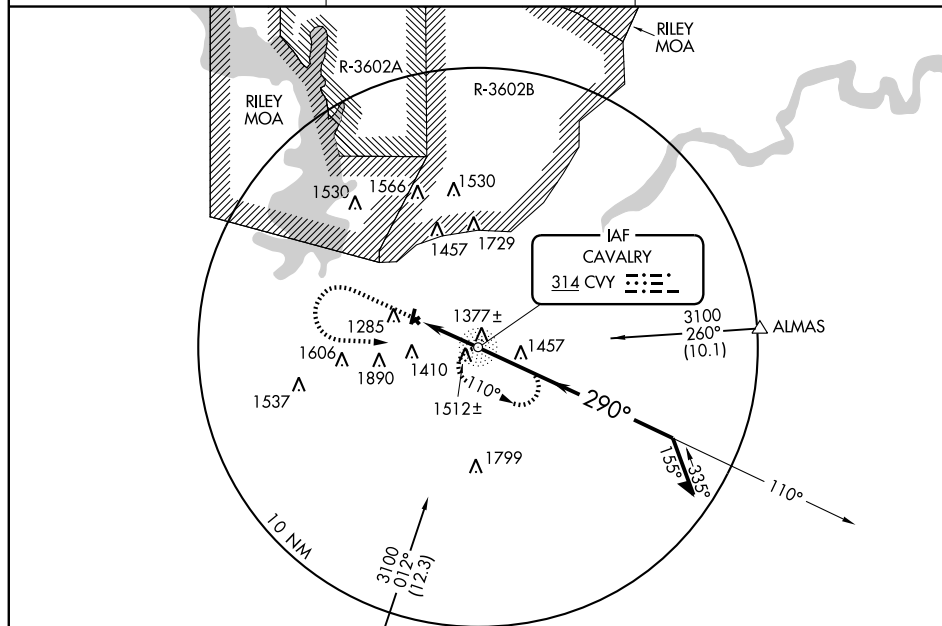 RILEY
MOA
R-3602A
R-3602B
RILEY
MOA
1530
1566
1530
1457
1729
IAF
CAVALRY
314 CVY
1285
1377±
3100
260°
(10.1)
ALMAS
1606
1890
1410
1457
1537
110°
1512±
290°
155°
335°
110°
1799
10 NM
3100
012°
(12.3)